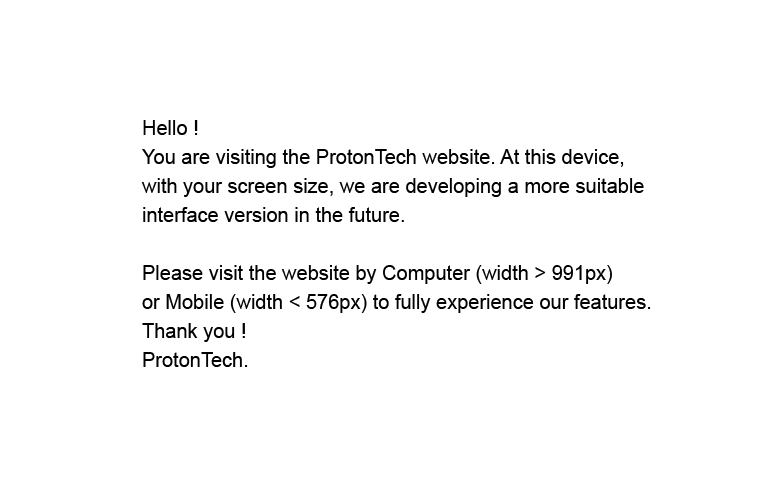 Hello !
You are visiting the ProtonTech website. At this device,
with your screen size, we are developing a more suitable
interface version in the future.
Please visit the website by Computer (width > 991px)
or Mobile (width < 576px) to fully experience our features.
Thank you !
ProtonTech.